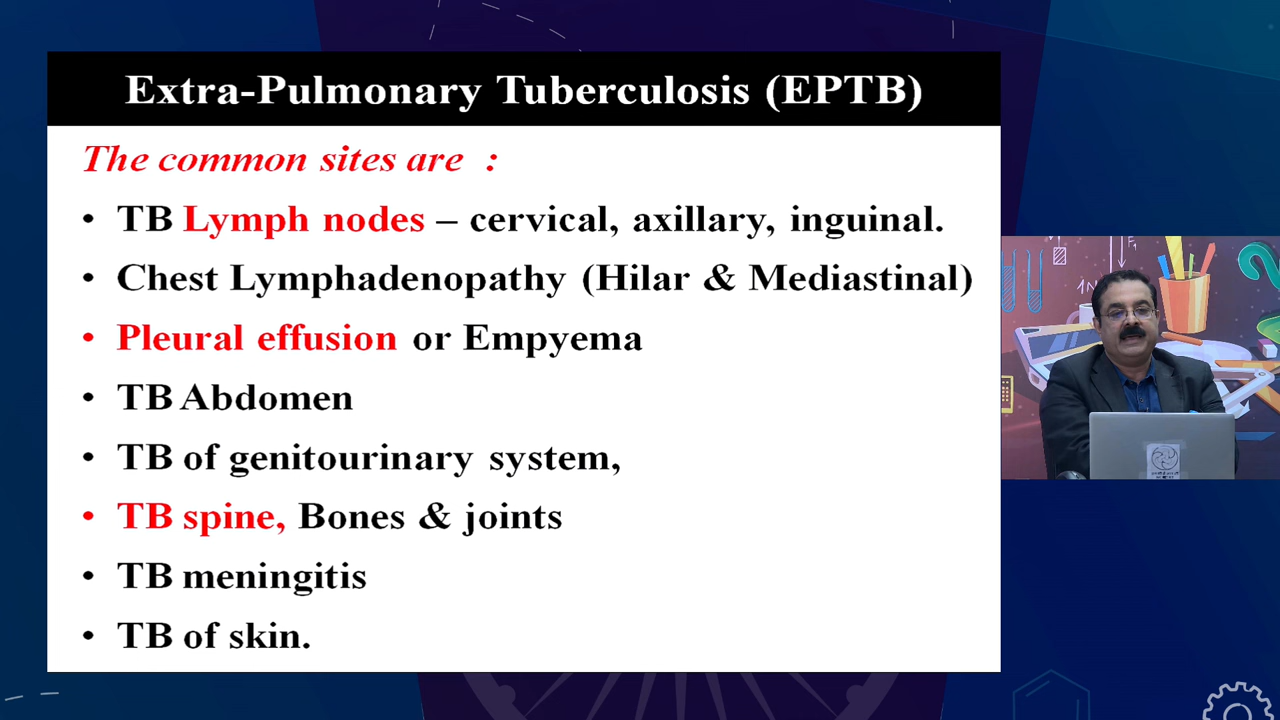 Extra-Pulmonary Tuberculosis (EPTB)
The common sites are :
• TB Lymph nodes – cervical, axillary, inguinal.
• Chest Lymphadenopathy (Hilar & Mediastinal)
• Pleural effusion or Empyema
• TB Abdomen
• TB of genitourinary system,
• TB spine, Bones & joints
• TB meningitis
• TB of skin.